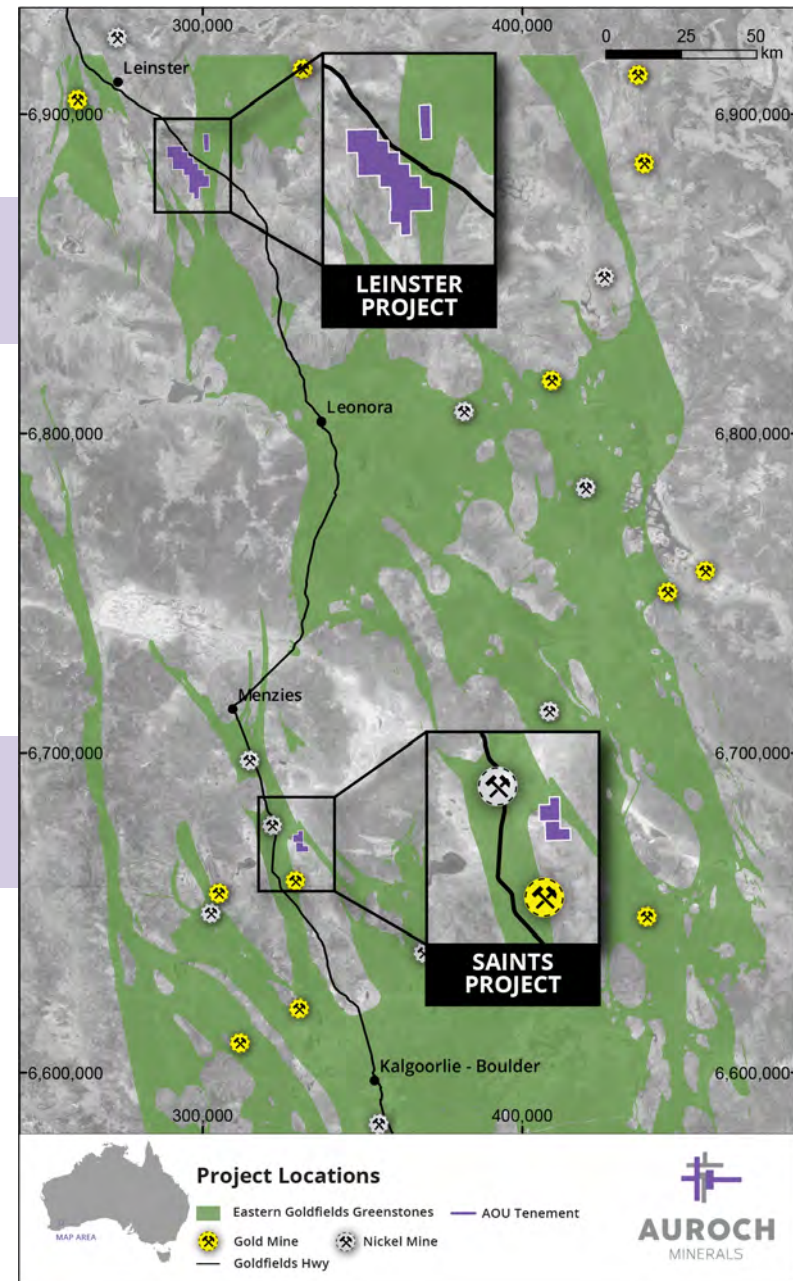 300,000
400,000
0 25 50
km
Leinster
6,900,000
6,900,000
LEINSTER
PROJECT
Leonora
6,800,000
6,800,000
Menzies
6,700,000
6,700,000
SAINTS
PROJECT
Kalgoorlie - Boulder
6,600,000
6,600,000
300,000
400,000
MAP AREA
Project Locations
Eastern Goldfields Greenstones
AOU Tenement
Gold Mine
Nickel Mine
Goldfields Hwy
AUROCH
MINERALS